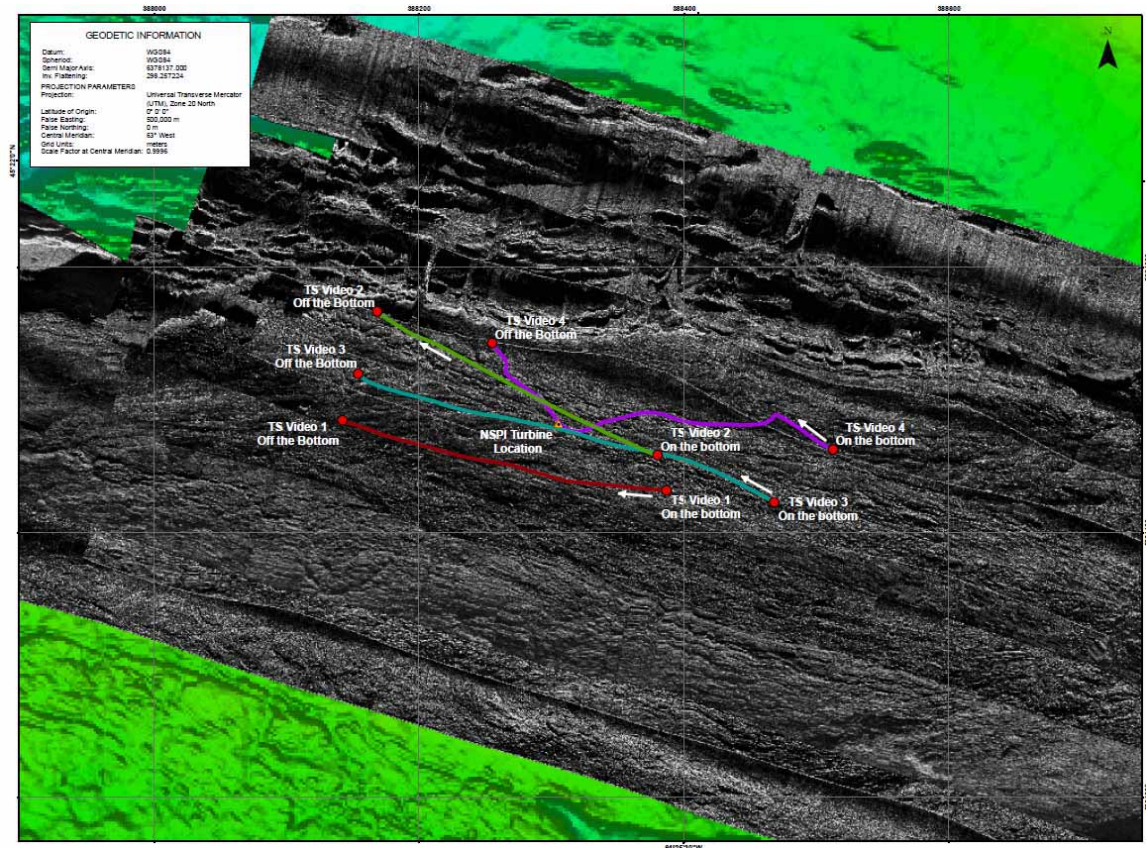 388000
388200
388400
388600
GEODETIC INFORMATION
Datum: WGS84
Spheriod: WGS84
Semi Major Axis: 6378137.000
Inv. Flattening: 298.257224
PROJECTION PARAMETERS
Projection: Universal Transverse Mercator
(UTM), Zone 20 North
Latitude of Origin: 0° 0' 0"
False Easting: 500,000 m
False Northing: 0 m
Central Meridian: 63° West
Grid Units: meters
Scale Factor at Central Meridian: 0.9996
N
TS Video 2
Off the Bottom
TS Video 4
Off the Bottom
TS Video 3
Off the Bottom
TS Video 1
Off the Bottom
NSPI Turbine
Location
TS Video 2
On the bottom
TS Video 4
On the bottom
TS Video 1
On the bottom
TS Video 3
On the bottom